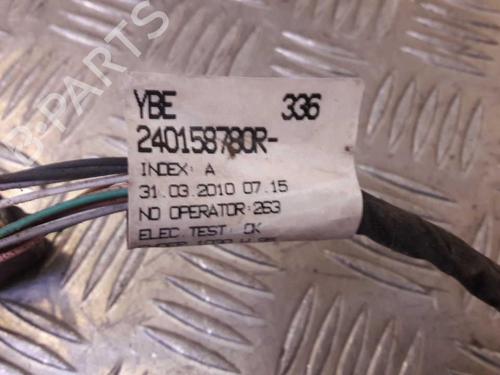 B-PARTS
YBE 336
240158780R-
INDEX: A
31.03.2010 07.15
NO OPERATOR:263
ELEC.TEST: OK